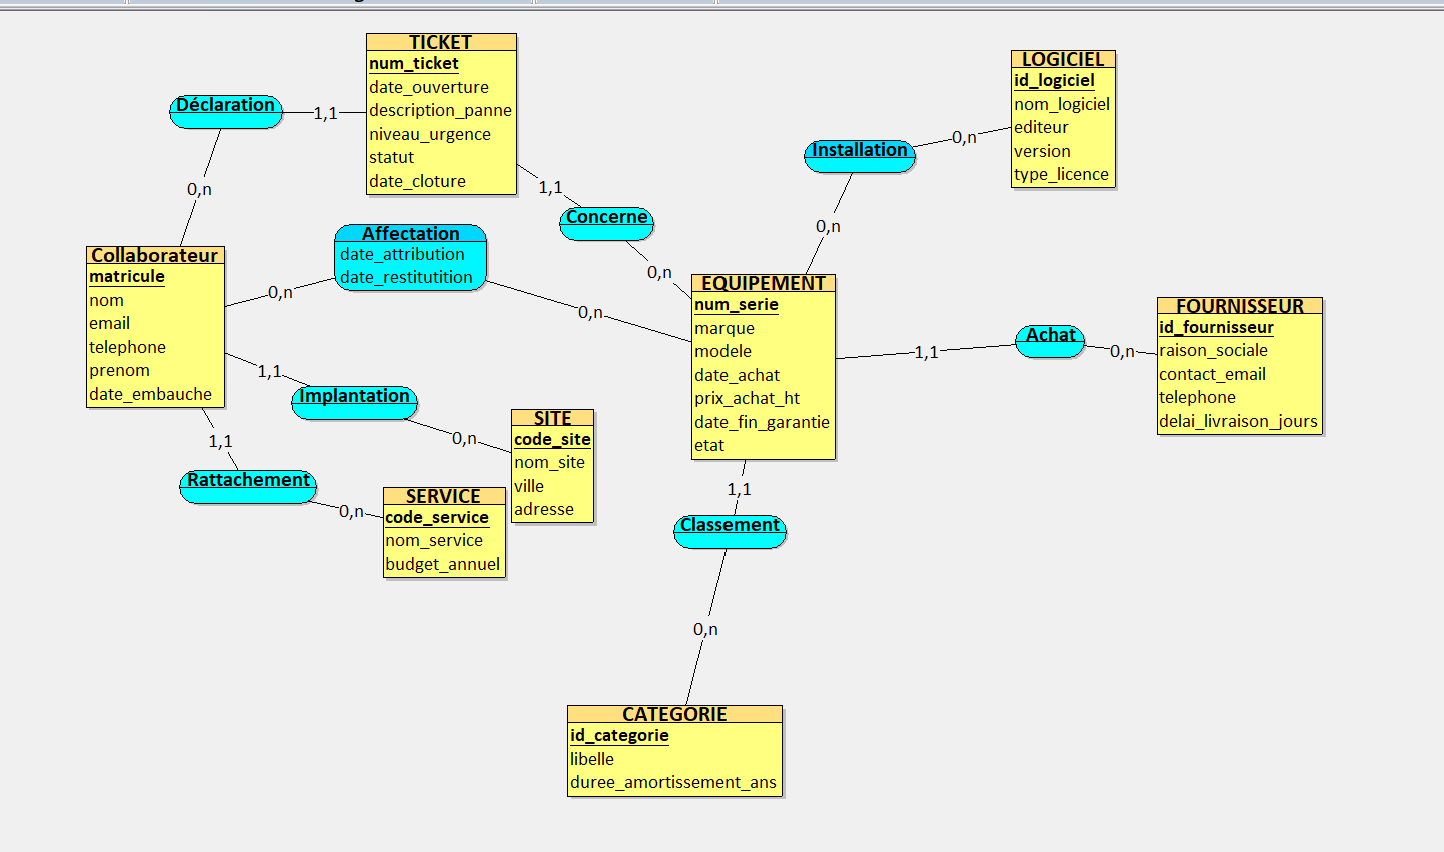 TICKET
num_ticket
date_ouverture
description_panne
niveau_urgence
statut
date_cloture
Déclaration
1,1
0,n
LOGICIEL
id_logiciel
nom_logiciel
editeur
version
type_licence
Installation
0,n
0,n
1,1
Concerne
0,n
Affectation
date_attribution
date_restitutition
0,n
0,n
Collaborateur
matricule
nom
email
telephone
prenom
date_embauche
EQUIPEMENT
num_serie
marque
modele
date_achat
prix_achat_ht
date_fin_garantie
etat
1,1
Achat
0,n
FOURNISSEUR
id_fournisseur
raison_sociale
contact_email
telephone
delai_livraison_jours
1,1
Implantation
0,n
SITE
code_site
nom_site
ville
adresse
1,1
Rattachement
0,n
SERVICE
code_service
nom_service
budget_annuel
1,1
Classement
0,n
CATEGORIE
id_categorie
libelle
duree_amortissement_ans